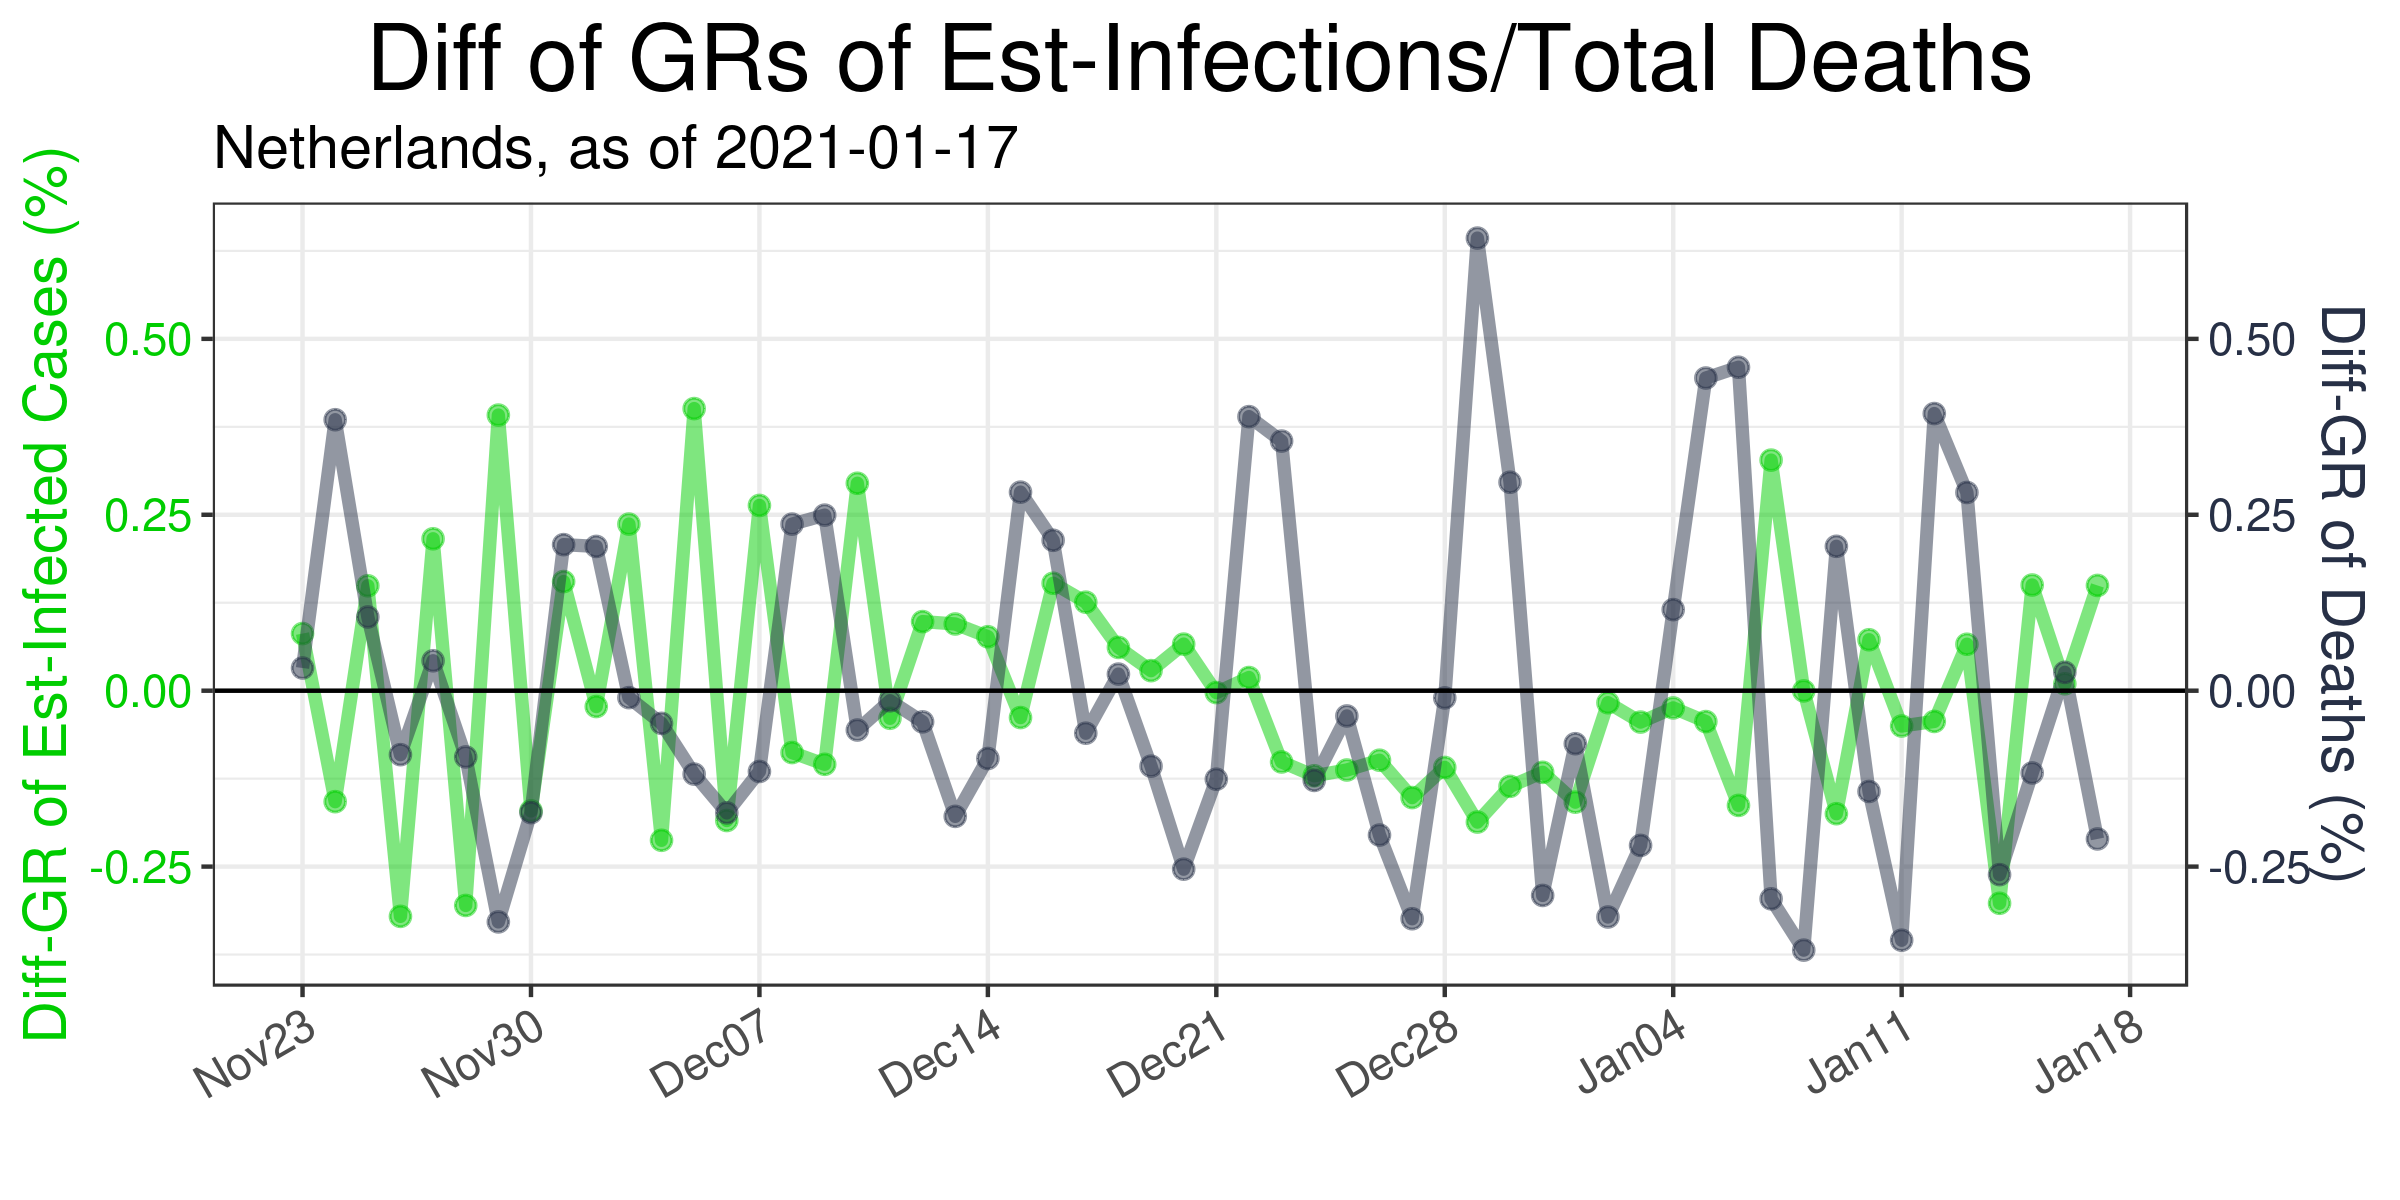 Diff of GRs of Est-Infections/Total Deaths
Netherlands, as of 2021-01-17
Diff-GR of Est-Infected Cases (%)
0.50
0.25
0.00
-0.25
0.50
0.25
0.00
-0.25
Diff-GR of Deaths (%)
Nov23
Nov30
Dec07
Dec14
Dec21
Dec28
Jan04
Jan11
Jan18